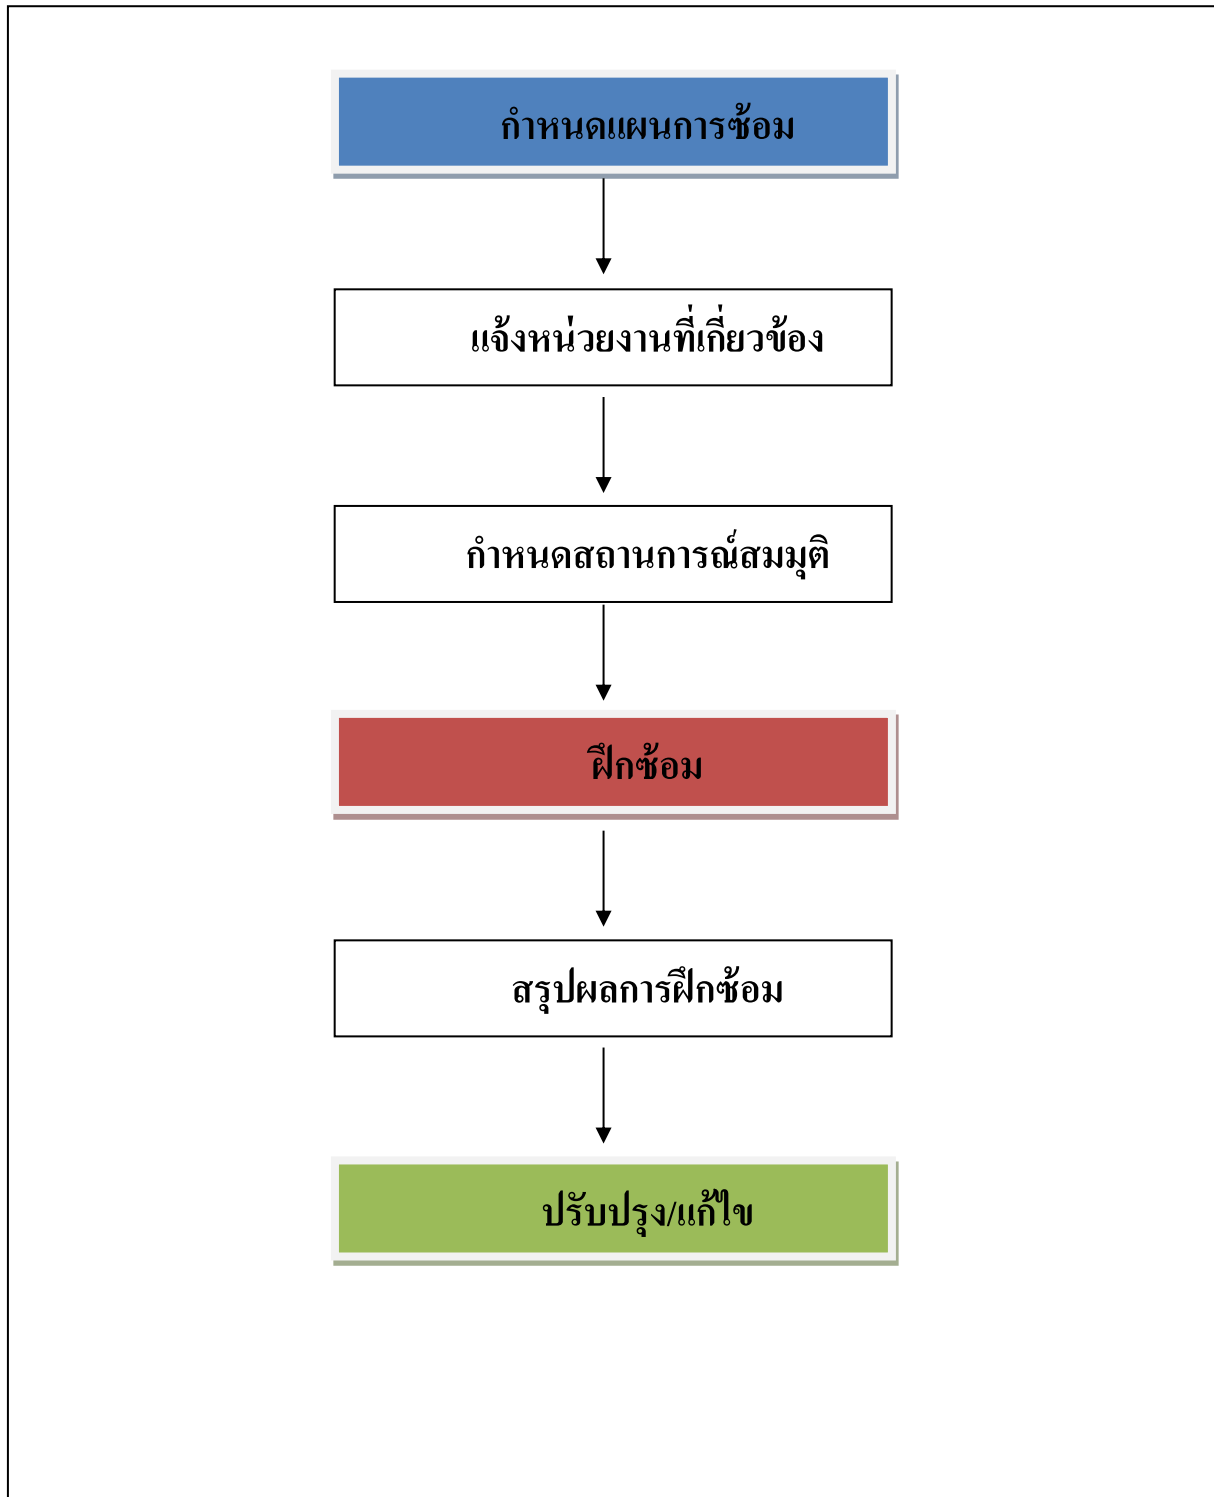 กำหนดแผนการซ้อม
แจ้งหน่วยงานที่เกี่ยวข้อง
กำหนดสถานการณ์สมมุติ
ฝึกซ้อม
สรุปผลการฝึกซ้อม
ปรับปรุง/แก้ไข